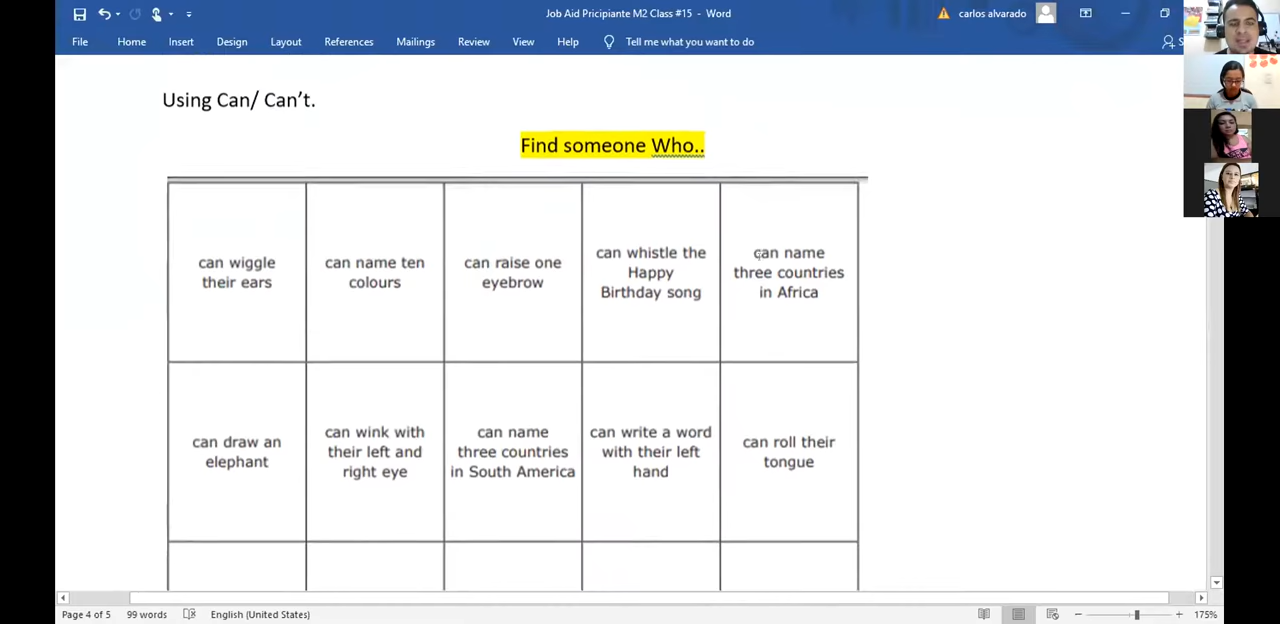 Job Aid Pricipiante M2 Class #15 - Word
carlos alvarado
File Home Insert Design Layout References Mailings Review View Help Tell me what you want to do
Using Can/ Can't.
Find someone Who..
can wiggle
their ears
can name ten
colours
can raise one
eyebrow
can whistle the
Happy
Birthday song
can name
three countries
in Africa
can draw an
elephant
can wink with
their left and
right eye
can name
three countries
in South America
can write a word
with their left
hand
can roll their
tongue
Page 4 of 5 99 words English (United States) 175%